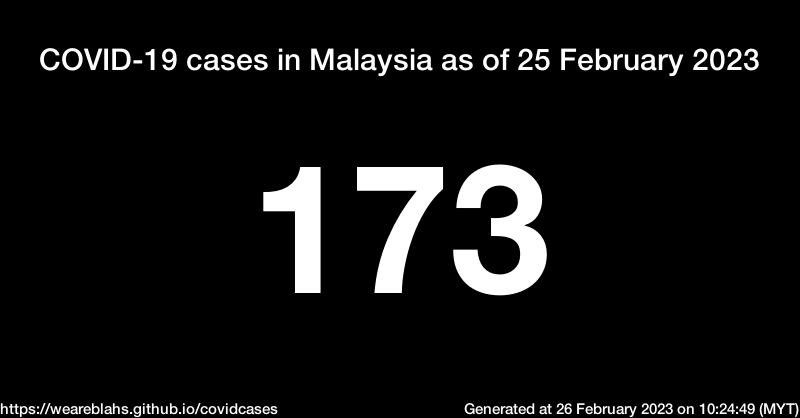 COVID-19 cases in Malaysia as of 25 February 2023
173
https://weareblahs.github.io/covidcases
Generated at 26 February 2023 on 10:24:49 (MYT)